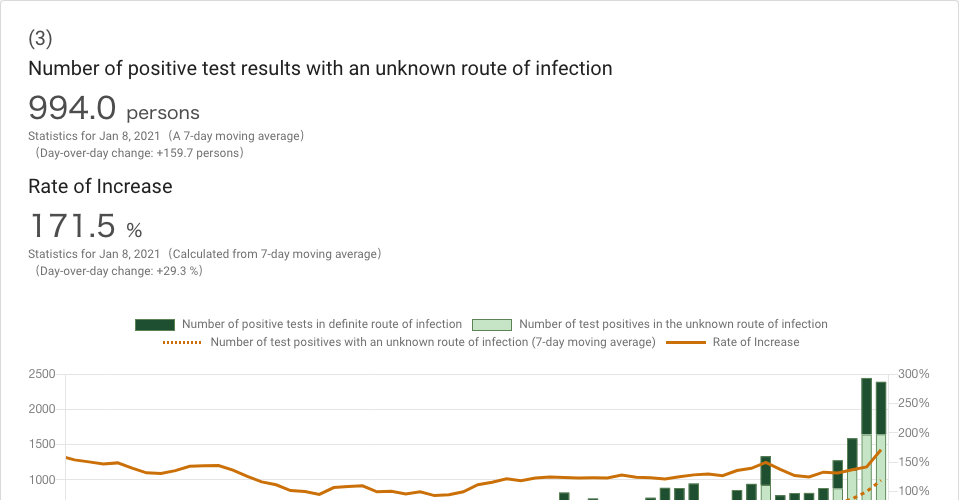 (3)
Number of positive test results with an unknown route of infection
994.0 persons
Statistics for Jan 8, 2021（A 7-day moving average）
（Day-over-day change: +159.7 persons）
Rate of Increase
171.5 %
Statistics for Jan 8, 2021（Calculated from 7-day moving average）
（Day-over-day change: +29.3 %）
Number of positive tests in definite route of infection Number of test positives in the unknown route of infection
Number of test positives with an unknown route of infection (7-day moving average) Rate of Increase
2500 300%
250%
2000
200%
1500
150%
1000
100%